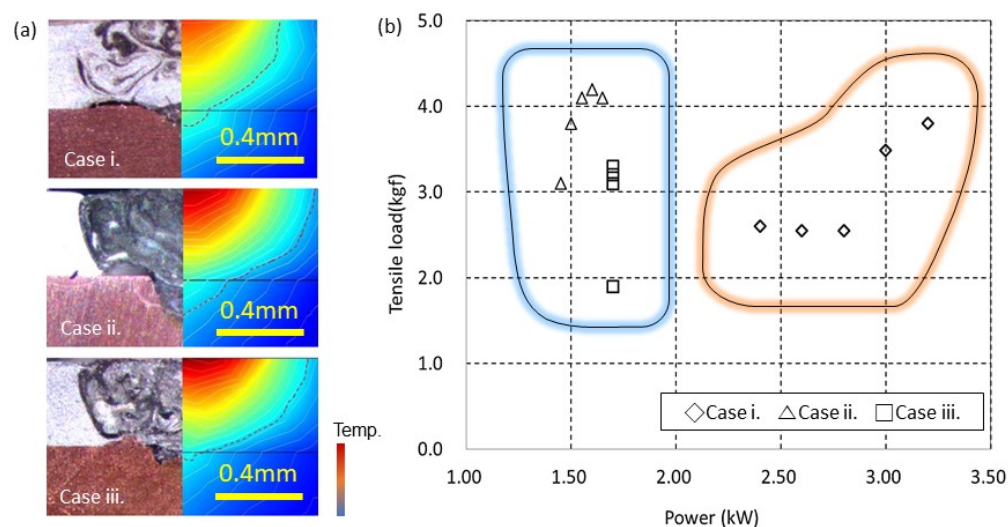 (a)
Case i.
0.4mm
Case ii.
0.4mm
Case iii.
0.4mm
Temp.
(b)
Tensile load(kgf)
5.0
4.0
3.0
2.0
1.0
0.0
1.00 1.50 2.00 2.50 3.00 3.50
Power (kW)
Case i. Case ii. Case iii.